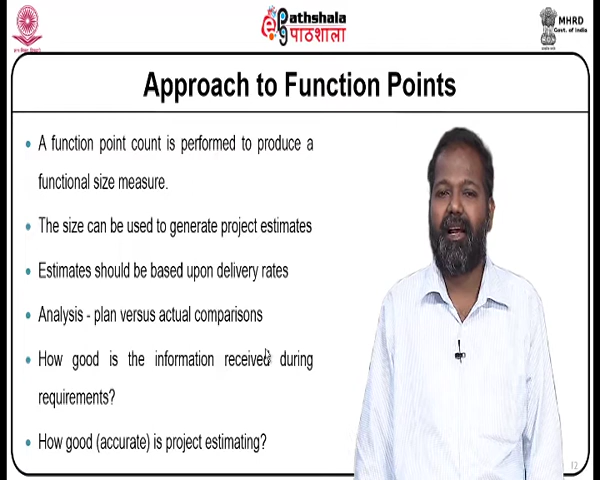 Pathshala
पाठशाला
MHRD
Govt. of India
Approach to Function Points
• A function point count is performed to produce a
functional size measure.
• The size can be used to generate project estimates
• Estimates should be based upon delivery rates
• Analysis - plan versus actual comparisons
• How good is the information received during
requirements?
• How good (accurate) is project estimating?
12